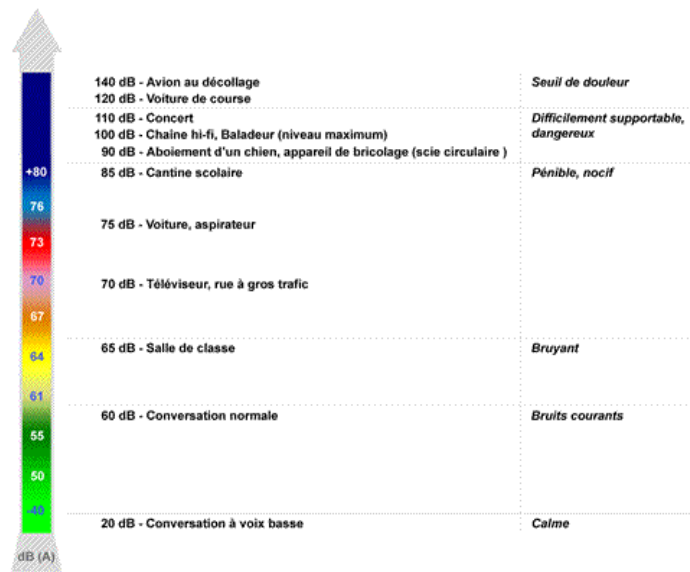 140 dB - Avion au décollage
Seuil de douleur
120 dB - Voiture de course
110 dB - Concert
Difficilement supportable,
100 dB - Chaîne hi-fi, Baladeur (niveau maximum)
dangereux
90 dB - Aboiement d'un chien, appareil de bricolage (scie circulaire )
+80
85 dB - Cantine scolaire
Pénible, nocif
76
75 dB - Voiture, aspirateur
73
70
70 dB - Téléviseur, rue à gros trafic
67
65 dB - Salle de classe
Bruyant
64
61
60 dB - Conversation normale
Bruits courants
55
50
-40
20 dB - Conversation à voix basse
Calme
dB (A)